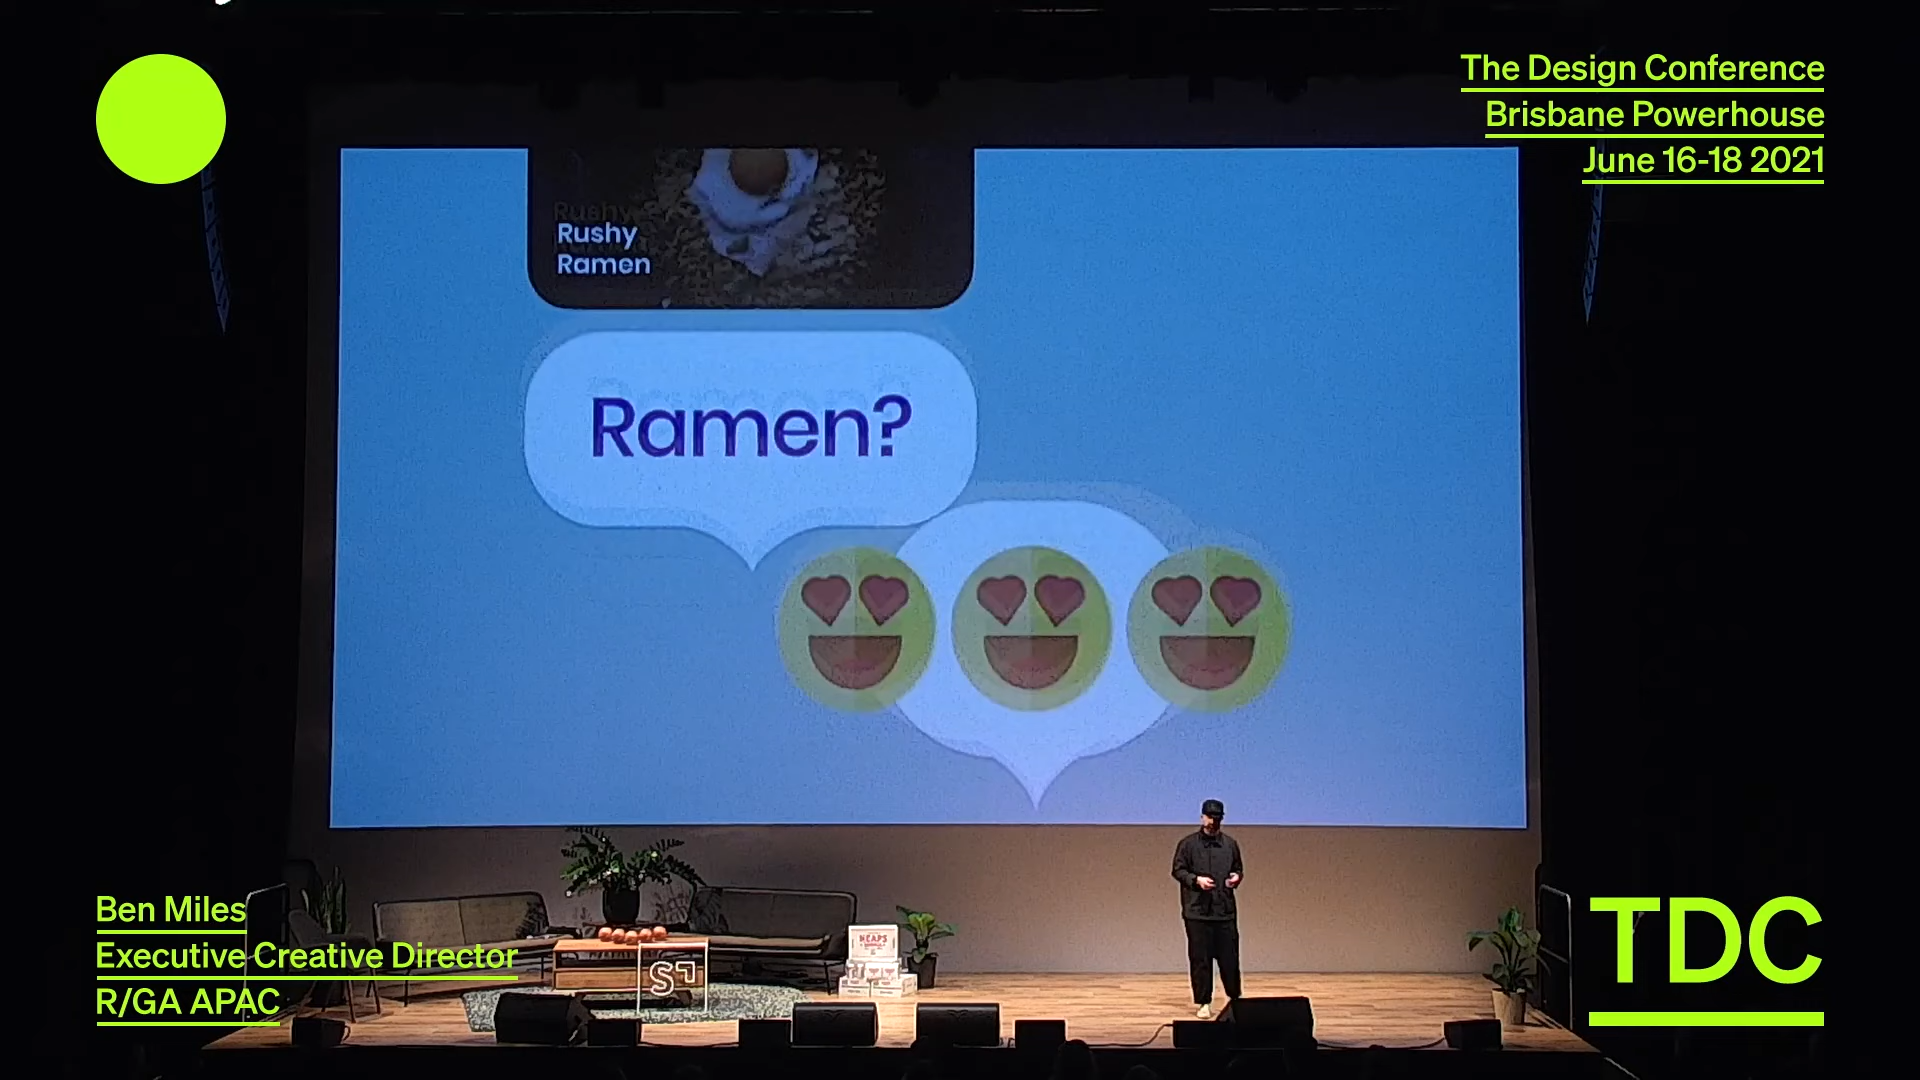 The Design Conference
Brisbane Powerhouse
June 16-18 2021
Rushy
Ramen
Ramen?
Ben Miles
Executive Creative Director
R/GA APAC
HEAPS
TDC